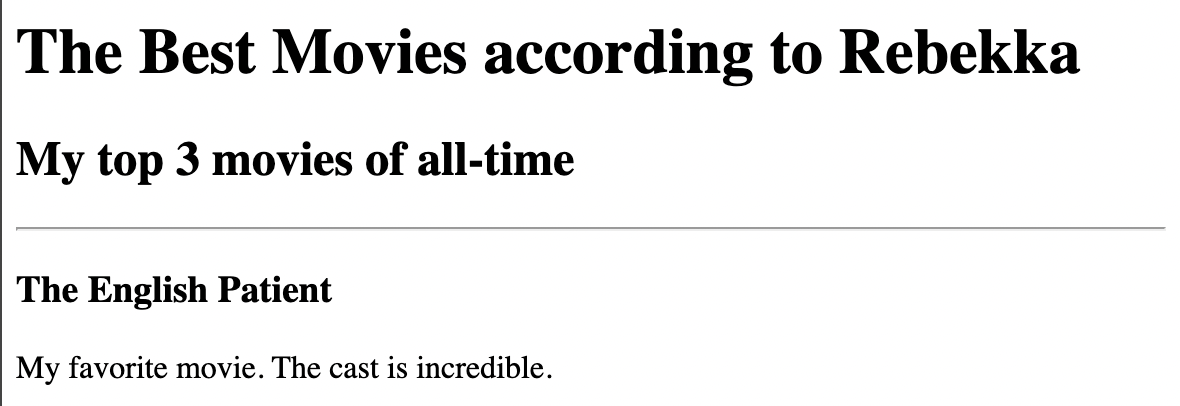 The Best Movies according to Rebekka
My top 3 movies of all-time
The English Patient
My favorite movie. The cast is incredible.